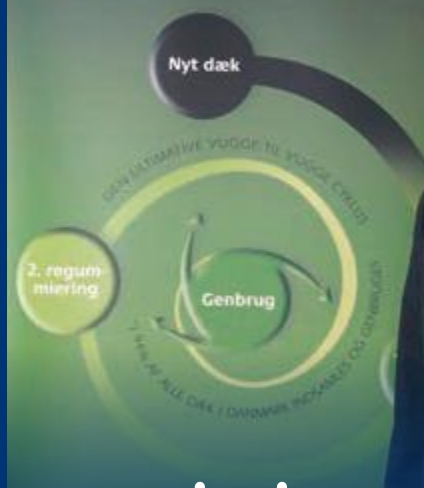 Nyt dæk
DEN ULTIMATIVE VUGGE TIL VUGGE CYKLUS
2. regum-
miering
Genbrug
AF ALLE DÆK I DANMARK INDSAMLES OG GENBRUGES